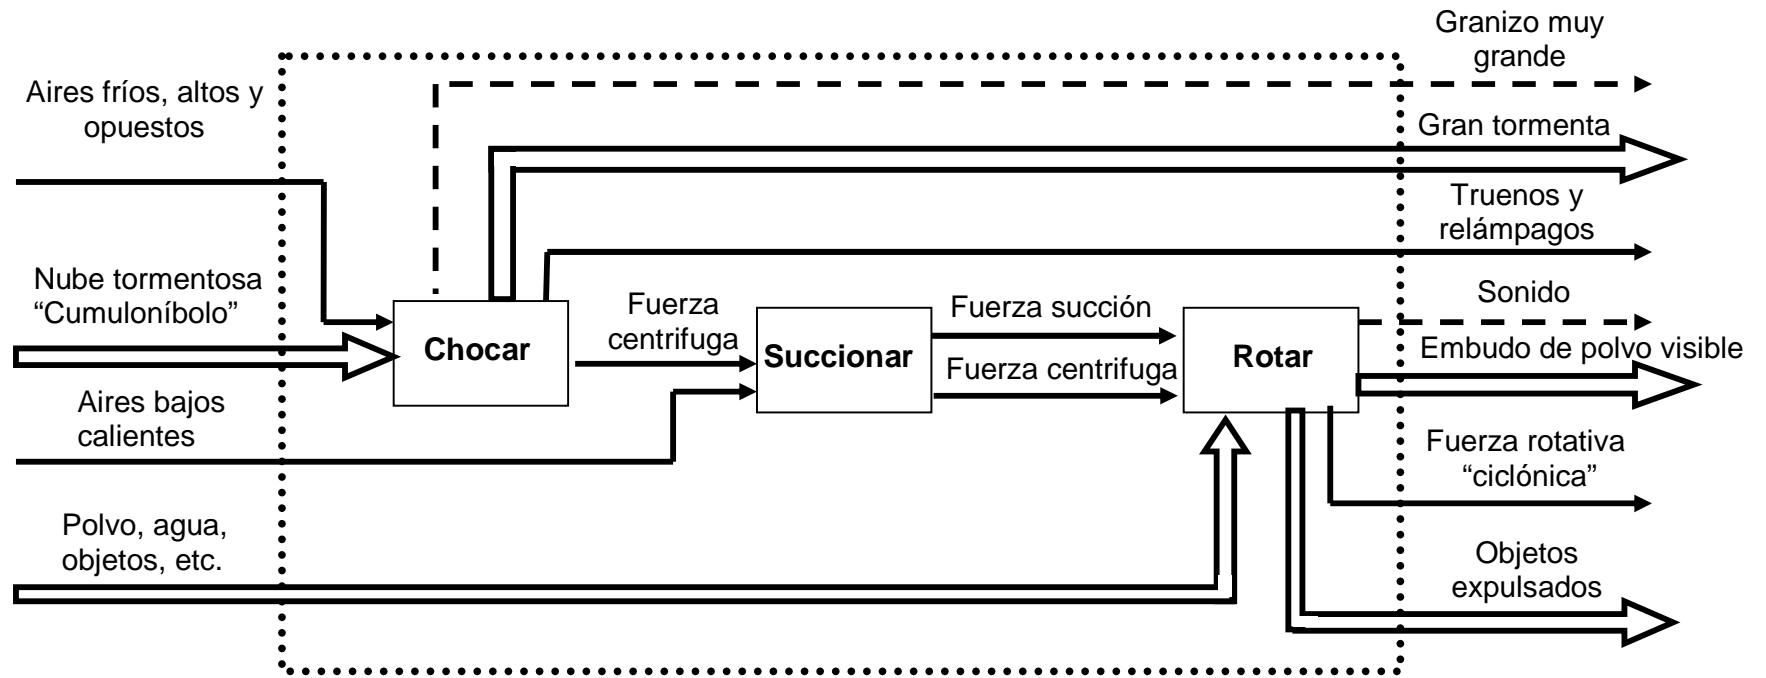 Granizo muy
grande
Aires fríos, altos y
opuestos
Gran tormenta
Truenos y
relámpagos
Nube tormentosa
“Cumuloníbolo”
Sonido
Fuerza
centrifuga
Fuerza succión
Chocar
Succionar
Rotar
Embudo de polvo visible
Fuerza centrifuga
Aires bajos
calientes
Fuerza rotativa
“ciclónica”
Polvo, agua,
objetos, etc.
Objetos
expulsados